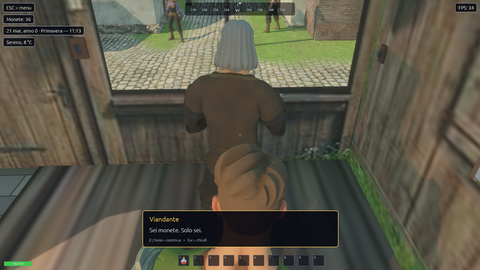 ESC = menu
Monete: 36
21 mar, anno 0 · Primavera — 11:13
Sereno, 8 °C
W
FPS: 34
Viandante
Sei monete. Solo sei.
E / Invio = continua · Esc = chiudi